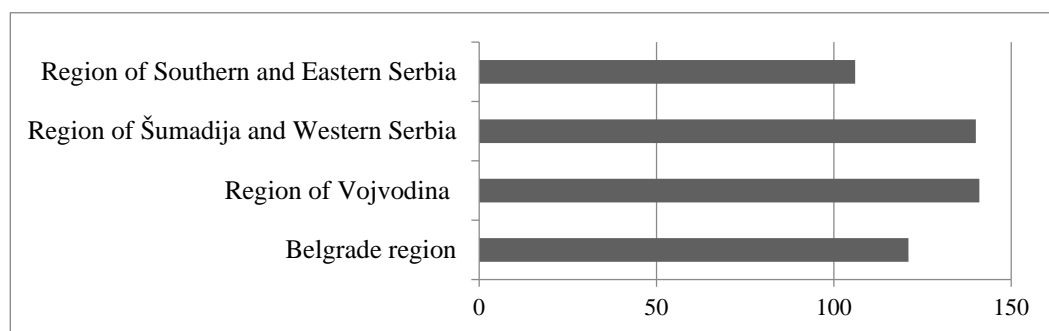 Region of Southern and Eastern Serbia
Region of Šumadija and Western Serbia
Region of Vojvodina
Belgrade region
0 50 100 150